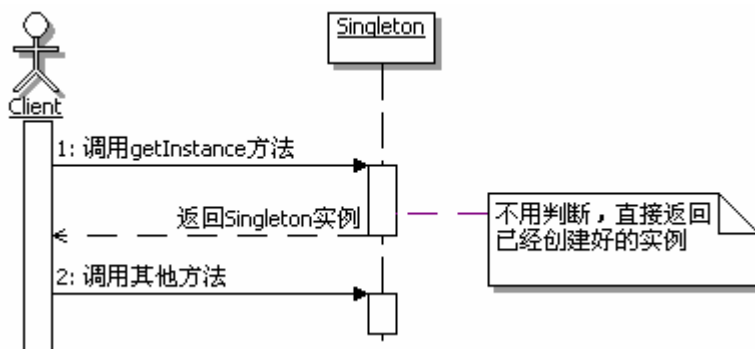 Singleton
Client
1: 调用getInstance方法
返回Singleton实例
不用判断，直接返回
已经创建好的实例
2: 调用其他方法